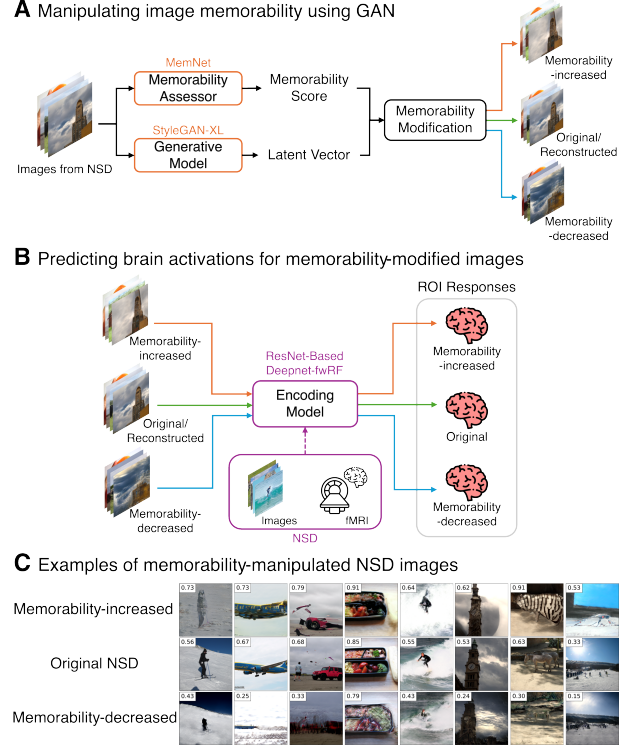 A Manipulating image memorability using GAN
MemNet
Memorability
Assessor
Memorability
Score
StyleGAN-XL
Generative
Model
Latent Vector
Images from NSD
Memorability
Modification
Memorability
-increased
Original/
Reconstructed
Memorability
-decreased
B Predicting brain activations for memorability-modified images
ROI Responses
Memorability-
increased
Original/
Reconstructed
Memorability-
decreased
ResNet-Based
Deepnet-fwRF
Encoding
Model
Images
fMRI
NSD
Memorability
-increased
Original
Memorability
-decreased
C Examples of memorability-manipulated NSD images
Memorability-increased
0.73 0.73 0.79 0.91 0.64 0.62 0.91 0.53
Original NSD
0.56 0.67 0.68 0.85 0.55 0.53 0.63 0.33
Memorability-decreased
0.43 0.25 0.33 0.79 0.43 0.24 0.30 0.15